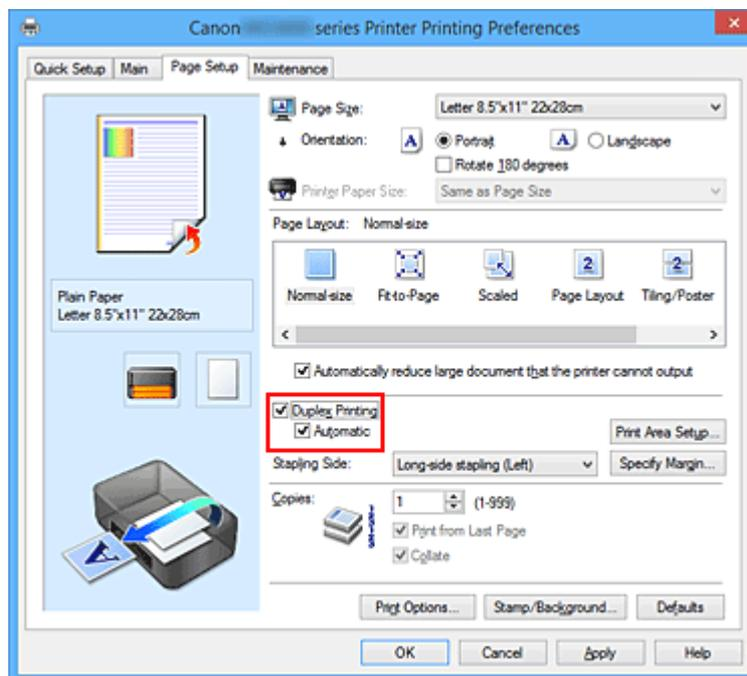 Canon series Printer Printing Preferences
Quick Setup Main Page Setup Maintenance
Page Size: Letter 8.5"x11" 22x28cm
Orientation: A Portrait A Landscape
Rotate 180 degrees
Printer Paper Size: Same as Page Size
Page Layout: Normal-size
2 2
Normal-size Fit-to-Page Scaled Page Layout Tiling/Poster
Plain Paper
Letter 8.5"x11" 22x28cm
Automatically reduce large document that the printer cannot output
Duplex Printing
Automatic
Print Area Setup...
Stapling Side: Long-side stapling (Left) Specify Margin...
Copies: 1 (1-999)
Print from Last Page
Collate
A
Print Options... Stamp/Background... Defaults
OK Cancel Apply Help